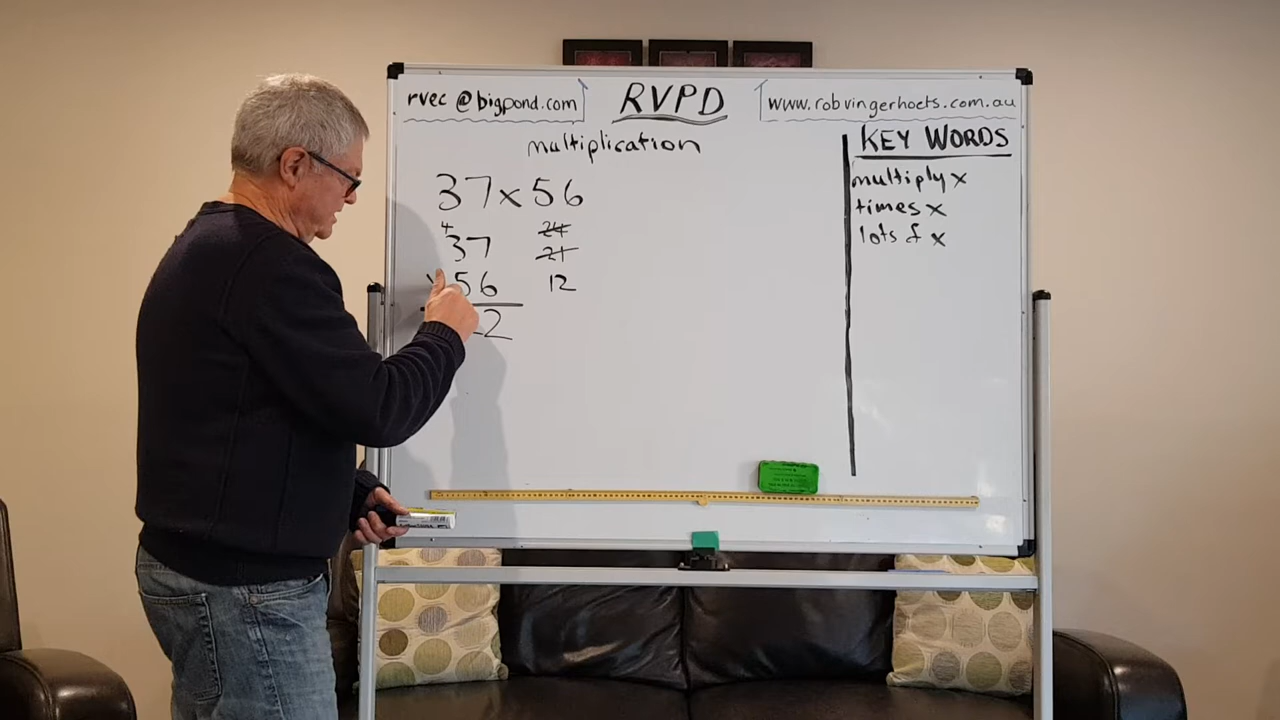 rvec @bigpond.com
RVPD
www.robvingerhoets.com.au
multiplication
37 x 56
4
37
56
2
24
21
12
KEY WORDS
multiply x
times x
lots of x